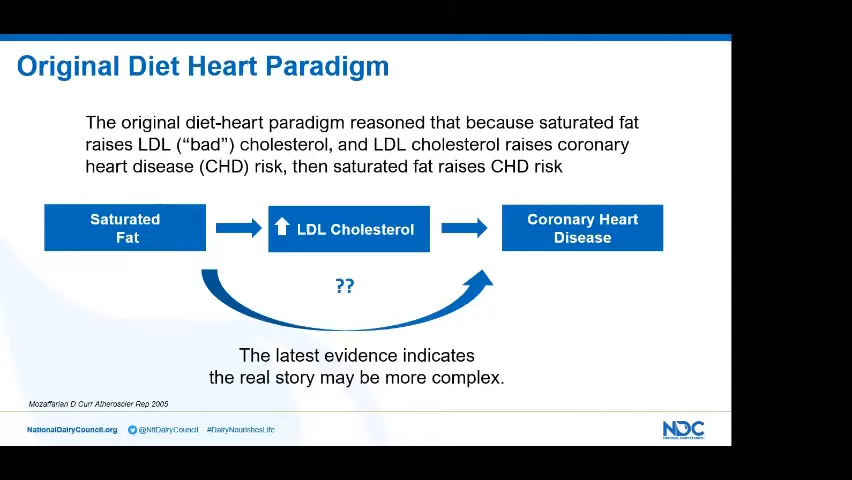 Original Diet Heart Paradigm
The original diet-heart paradigm reasoned that because saturated fat
raises LDL (“bad”) cholesterol, and LDL cholesterol raises coronary
heart disease (CHD) risk, then saturated fat raises CHD risk
Saturated
Fat
LDL Cholesterol
Coronary Heart
Disease
??
The latest evidence indicates
the real story may be more complex.
Mozaffarian D Curr Atheroscler Rep 2005
NationalDairyCouncil.org @NtlDairyCouncil #DairyNourishesLife
NDC
NATIONAL DAIRY COUNCIL